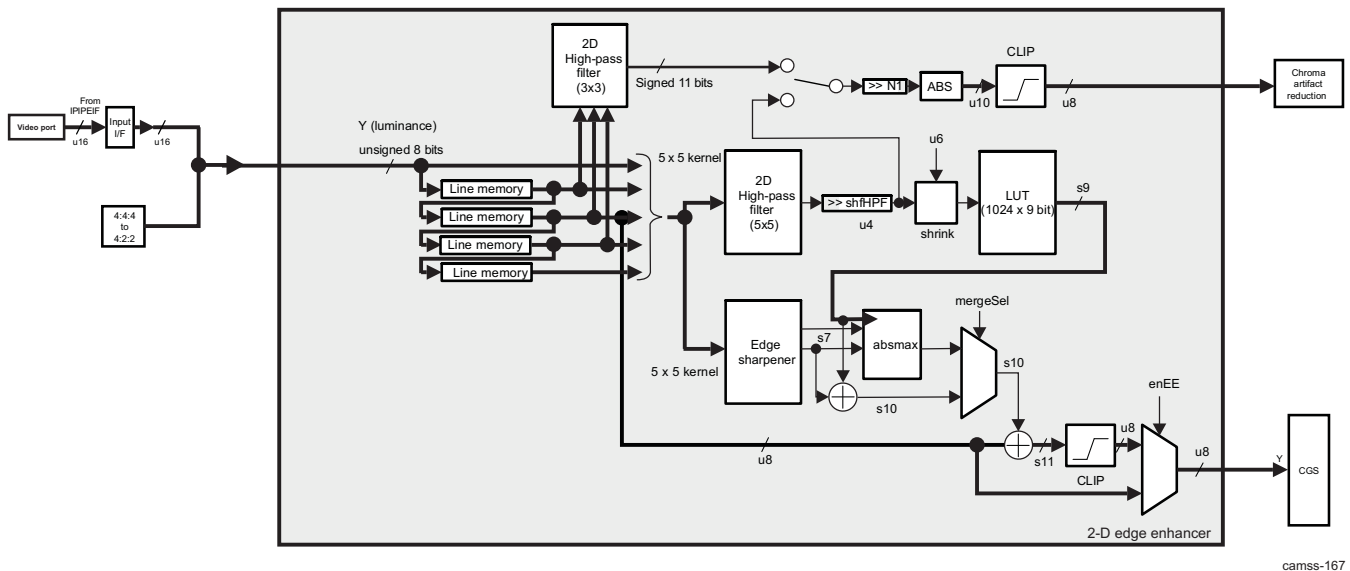 2D
High-pass
filter
(3x3)
Signed 11 bits
CLIP
>> N1
ABS
u10
u8
Chroma
artifact
reduction
From
IPIPEIF
Video port
u16
Input
I/F
u16
Y (luminance)
unsigned 8 bits
4:4:4
to
4:2:2
Line memory
Line memory
Line memory
Line memory
5 x 5 kernel
2D
High-pass
filter
(5x5)
>> shfHPF
u4
u6
shrink
LUT
(1024 x 9 bit)
s9
5 x 5 kernel
Edge
sharpener
s7
absmax
s10
mergeSel
s10
u8
s11
CLIP
u8
enEE
u8
Y
CGS
2-D edge enhancer
camss-167